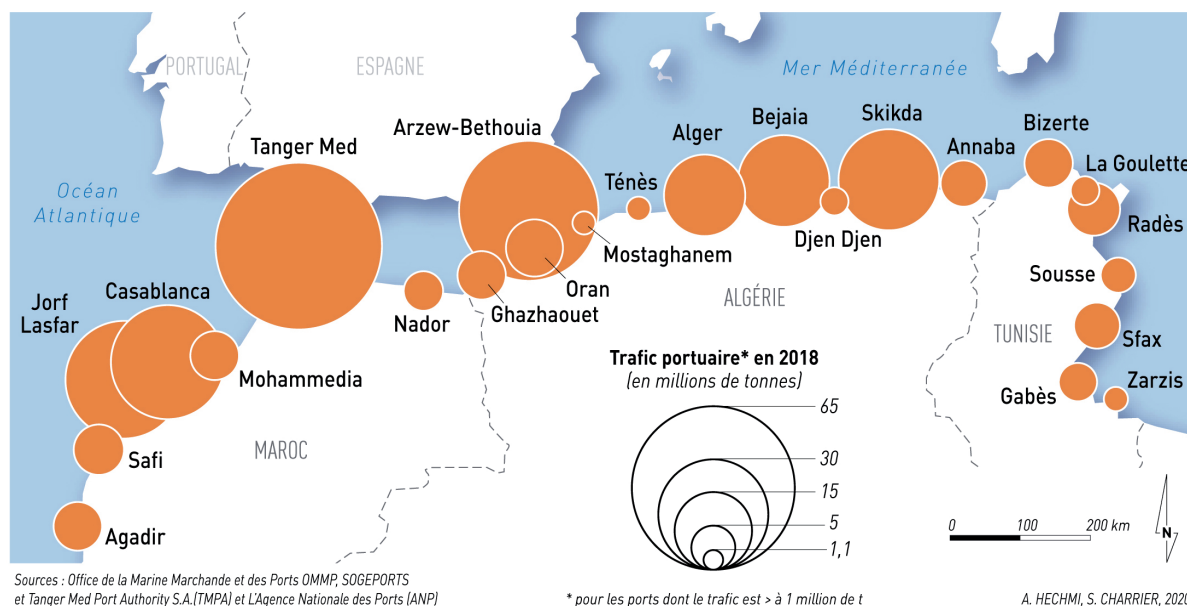 PORTUGAL
ESPAGNE
Mer Méditerranée
Océan
Atlantique
Tanger Med
Arzew-Bethouia
Alger
Bejaia
Skikda
Annaba
Bizerte
La Goulette
Radès
Ténès
Djen Djen
Mostaghanem
Oran
Ghazhaouet
Nador
Jorf
Lasfar
Casablanca
Mohammedia
Safi
Agadir
MAROC
ALGÉRIE
TUNISIE
Sousse
Sfax
Gabès
Zarzis
Trafic portuaire* en 2018
(en millions de tonnes)
65
30
15
5
1,1
0 100 200 km
N
Sources : Office de la Marine Marchande et des Ports OMMP, SOGEPORTS
et Tanger Med Port Authority S.A.(TMPA) et L'Agence Nationale des Ports (ANP)
* pour les ports dont le trafic est > à 1 million de t
A. HECHMI, S. CHARRIER, 2020